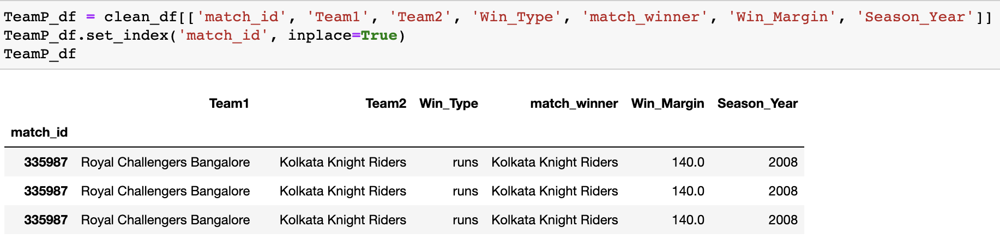 TeamP_df = clean_df[['match_id', 'Team1', 'Team2', 'Win_Type', 'match_winner', 'Win_Margin', 'Season_Year']]
TeamP_df.set_index('match_id', inplace=True)
TeamP_df
Team1 Team2 Win_Type match_winner Win_Margin Season_Year
match_id
335987 Royal Challengers Bangalore Kolkata Knight Riders runs Kolkata Knight Riders 140.0 2008
335987 Royal Challengers Bangalore Kolkata Knight Riders runs Kolkata Knight Riders 140.0 2008
335987 Royal Challengers Bangalore Kolkata Knight Riders runs Kolkata Knight Riders 140.0 2008